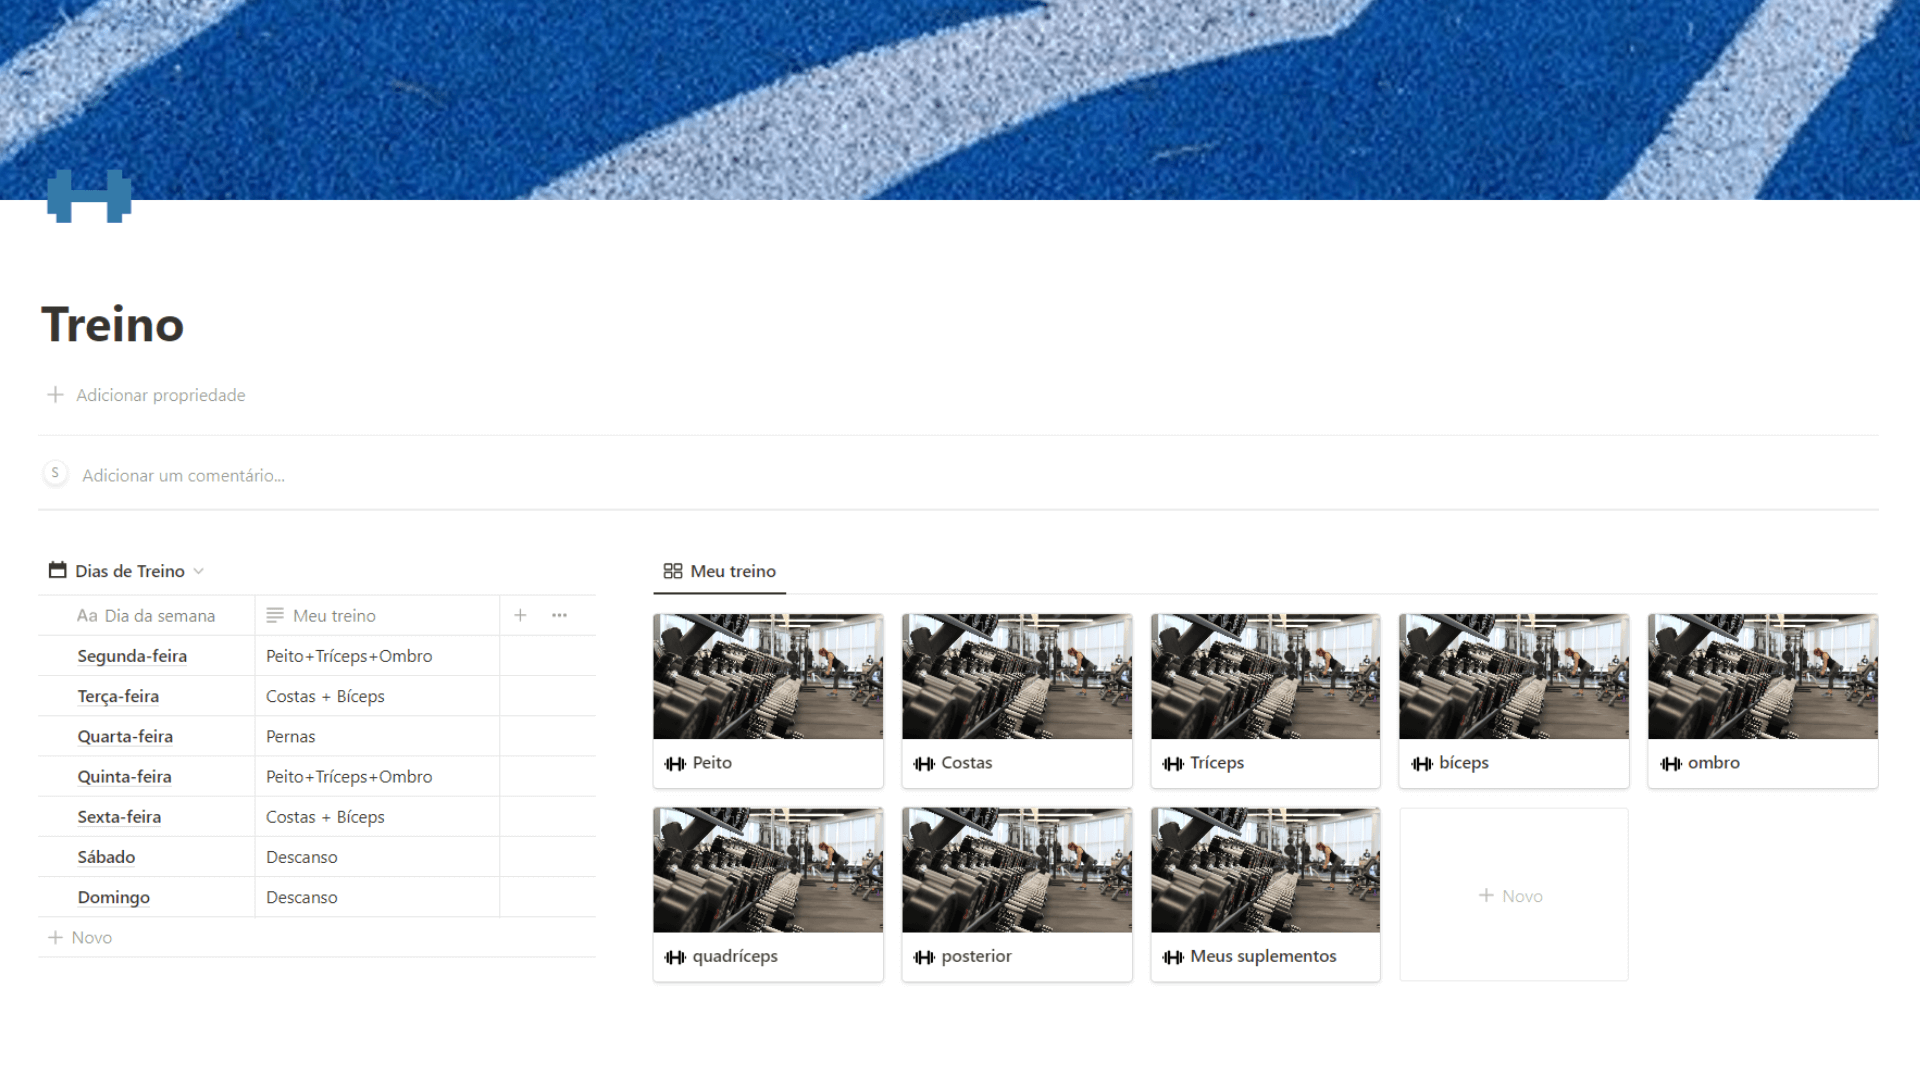 Treino
Adicionar propriedade
S Adicionar um comentário...
Dias de Treino
Aa Dia da semana Meu treino
Segunda-feira Peito+Tríceps+Ombro
Terça-feira Costas + Bíceps
Quarta-feira Pernas
Quinta-feira Peito+Tríceps+Ombro
Sexta-feira Costas + Bíceps
Sábado Descanso
Domingo Descanso
Novo
Meu treino
Peito
Costas
Tríceps
bíceps
ombro
quadríceps
posterior
Meus suplementos
Novo